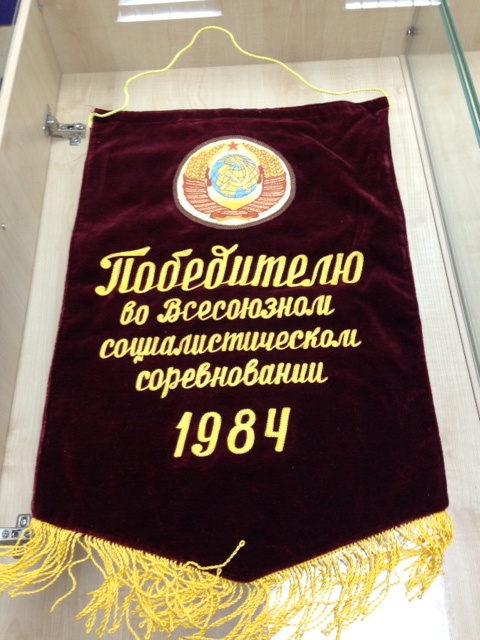 Победителю
во Всесоюзном
социалистическом
соревновании
1984